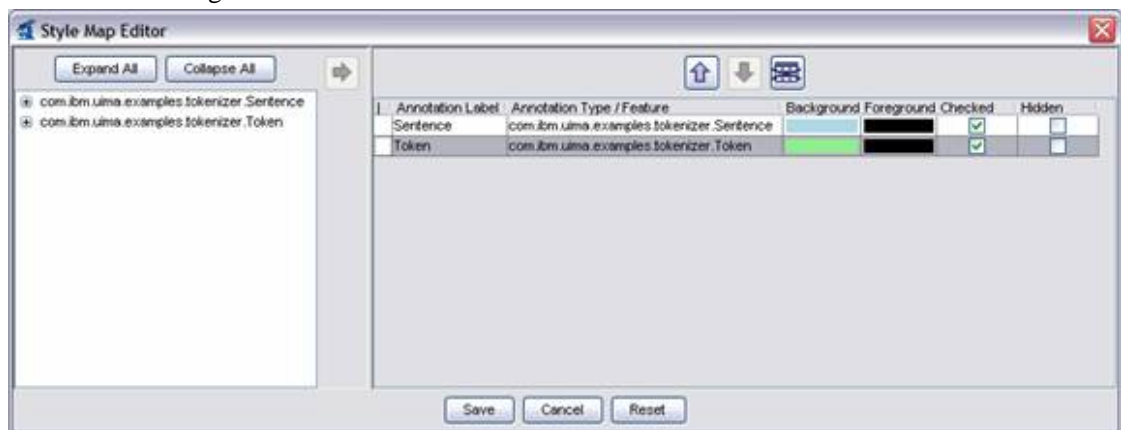 Style Map Editor
Expand All Collapse All
com.ibm.uima.examples.tokenizer.Sentence
com.ibm.uima.examples.tokenizer.Token
Annotation Label Annotation Type / Feature Background Foreground Checked Hidden
Sentence com.ibm.uima.examples.tokenizer.Sentence
Token com.ibm.uima.examples.tokenizer.Token
Save Cancel Reset